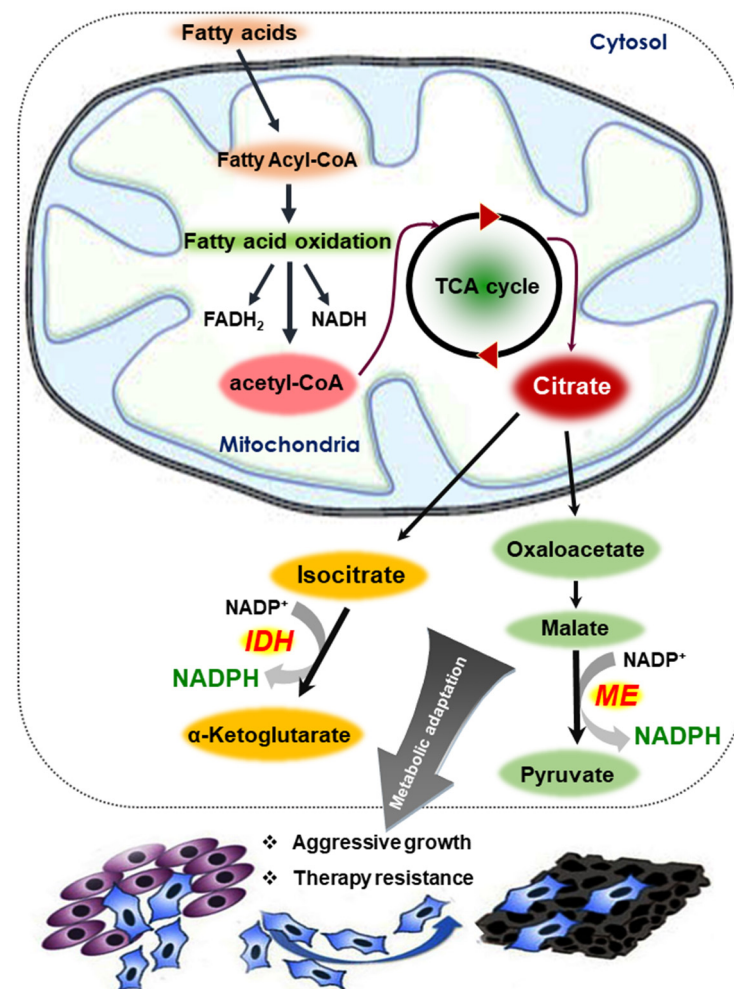 Fatty acids
Cytosol
Fatty Acyl-CoA
Fatty acid oxidation
TCA cycle
FADH₂
NADH
acetyl-CoA
Citrate
Mitochondria
Oxaloacetate
Isocitrate
NADP⁺
Malate
IDH
NADP⁺
NADPH
ME
α-Ketoglutarate
NADPH
Metabolic adaptation
Pyruvate
❖ Aggressive growth
❖ Therapy resistance